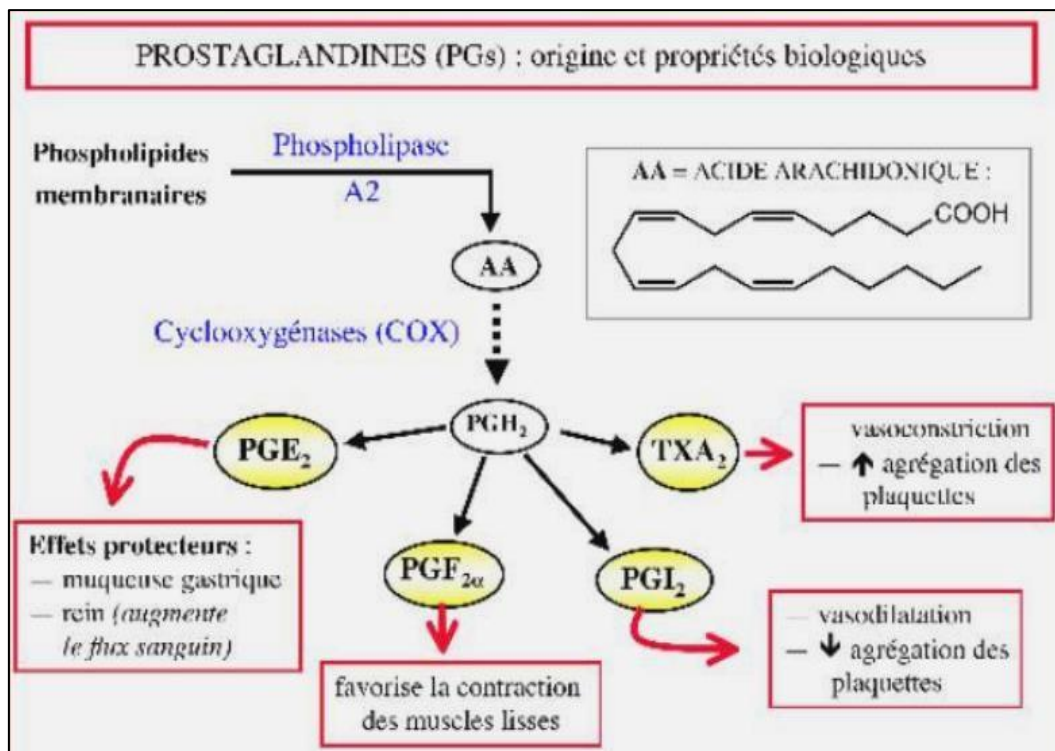 PROSTAGLANDINES (PGs) : origine et propriétés biologiques
Phospholipides
membranaires
Phospholipase
A2
AA = ACIDE ARACHIDONIQUE :
COOH
AA
Cyclooxygénases (COX)
PGH2
PGE2
TXA2
vasoconstriction
— ↑ agrégation des
plaquettes
Effets protecteurs :
— muqueuse gastrique
— rein (augmente
le flux sanguin)
PGF2α
PGI2
— vasodilatation
— ↓ agrégation des
plaquettes
favorise la contraction
des muscles lisses